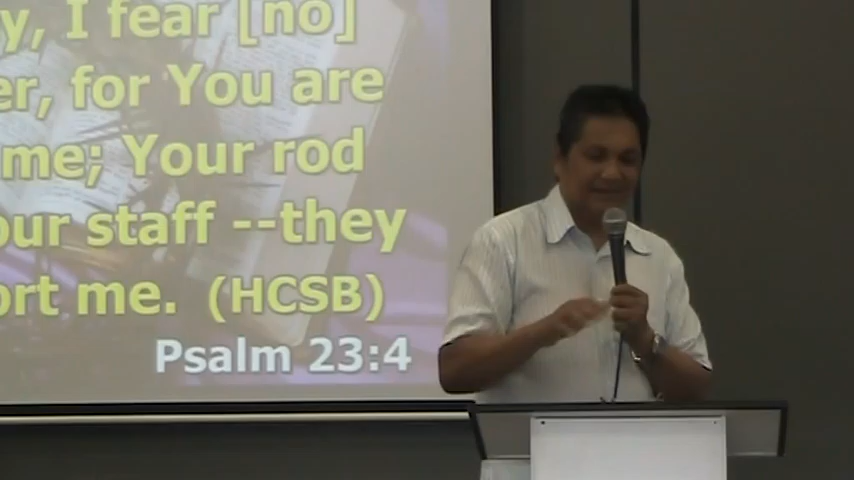 y, I fear [no]
er, for You are
me; Your rod
our staff --they
ort me. (HCSB)
Psalm 23:4